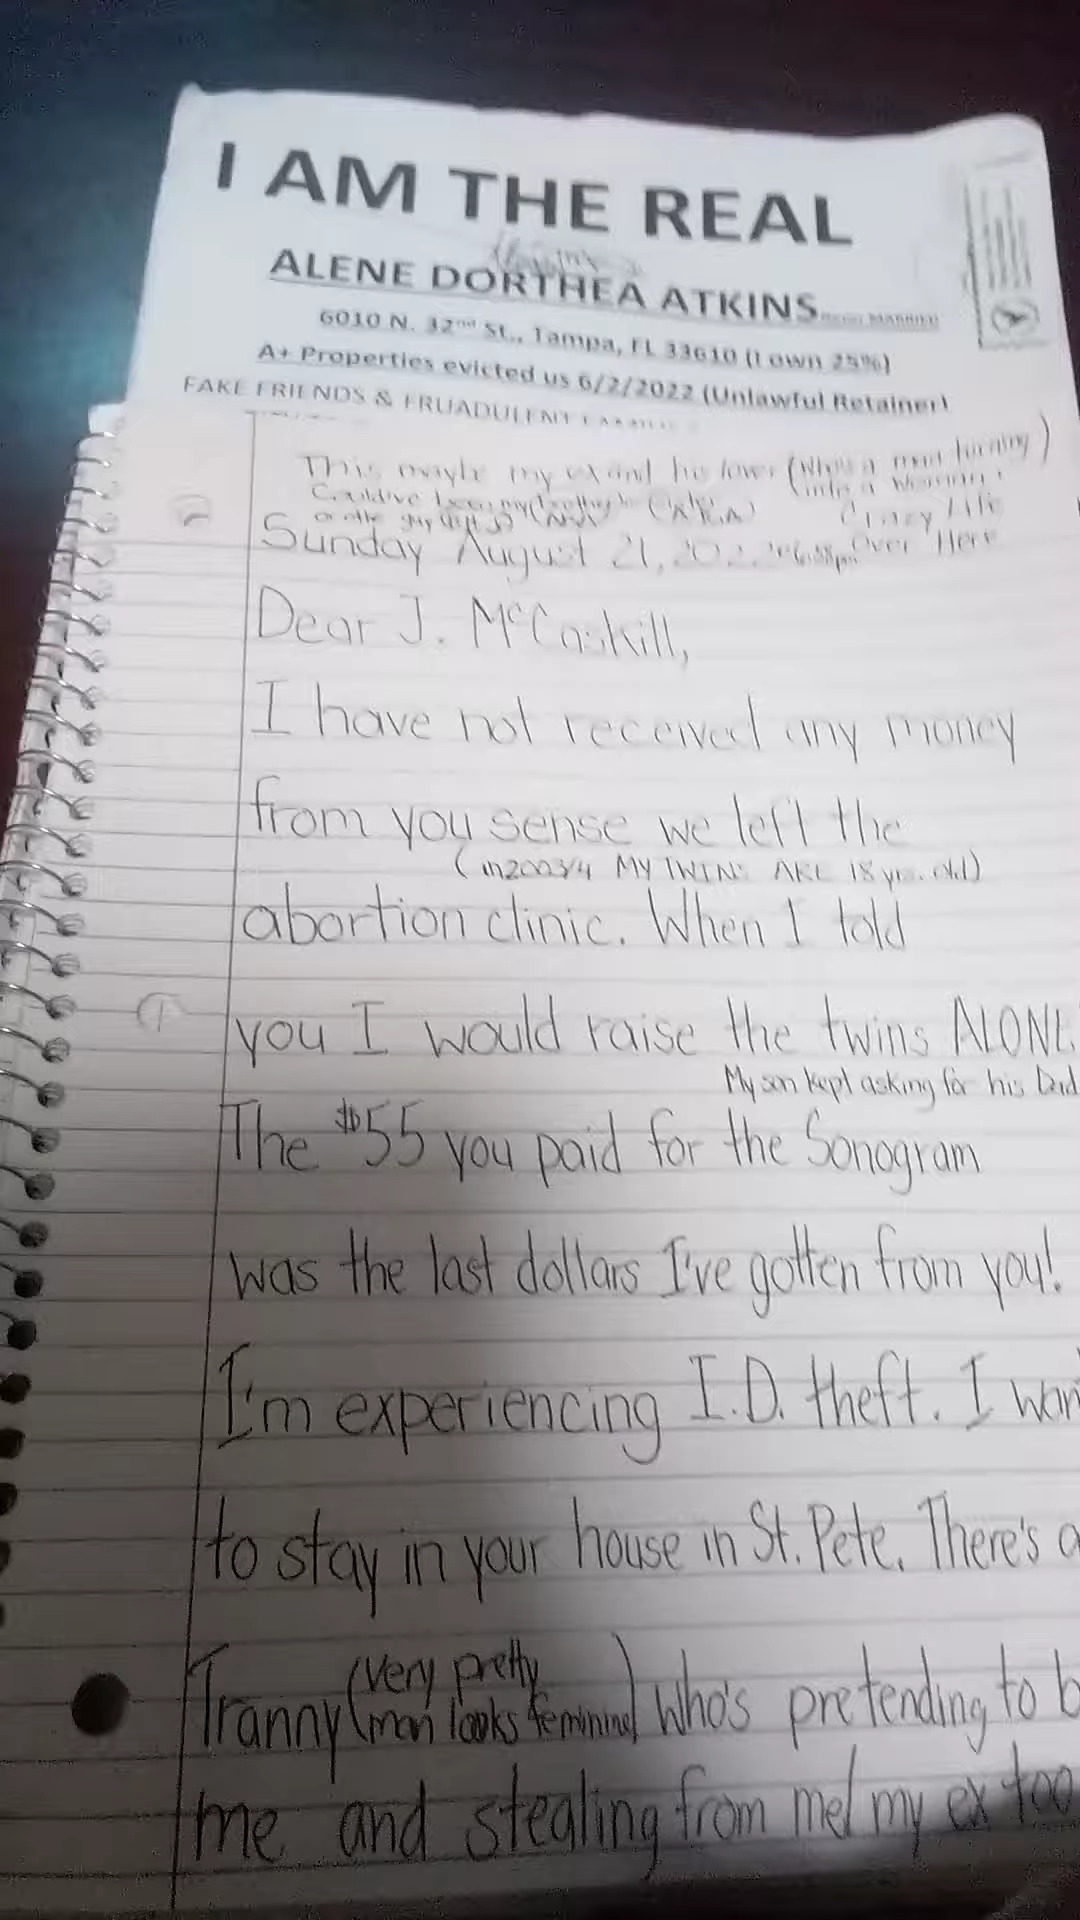 I AM THE REAL
ALENE DORTHEA ATKINS
6010 N. 32nd St., Tampa, FL 33610 (I own 25%)
A+ Properties evicted us 6/2/2022 (Unlawful Retainer)
FAKE FRIENDS & FRUADULENT
This maybe my ex and his lover (Who's a man turning
into a woman)
Crazy Life
Over Here
Sunday August 21, 2022
Dear J. McCaskill,
I have not received any money
from you sense we left the
(in 2003/4 MY TWINS ARE 18 yrs. old)
abortion clinic. When I told
you I would raise the twins ALONE.
My son kept asking for his Dad
The $55 you paid for the Sonogram
was the last dollars I've gotten from you!
I'm experiencing I.D. theft. I
to stay in your house in St. Pete. There's a
(very pretty
Tranny man looks feminine) who's pretending to
me and stealing from me/ my ex too